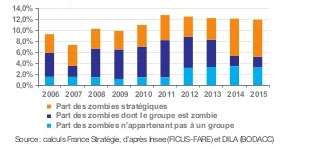 14,0%
12,0%
10,0%
8,0%
6,0%
4,0%
2,0%
0,0%
2006 2007 2008 2009 2010 2011 2012 2013 2014 2015
Part des zombies stratégiques
Part des zombies dont le groupe est zombie
Part des zombies n'appartenant pas à un groupe
Source : calculs France Stratégie, d'après Insee (FICUS-FARE) et DILA (BODACC)